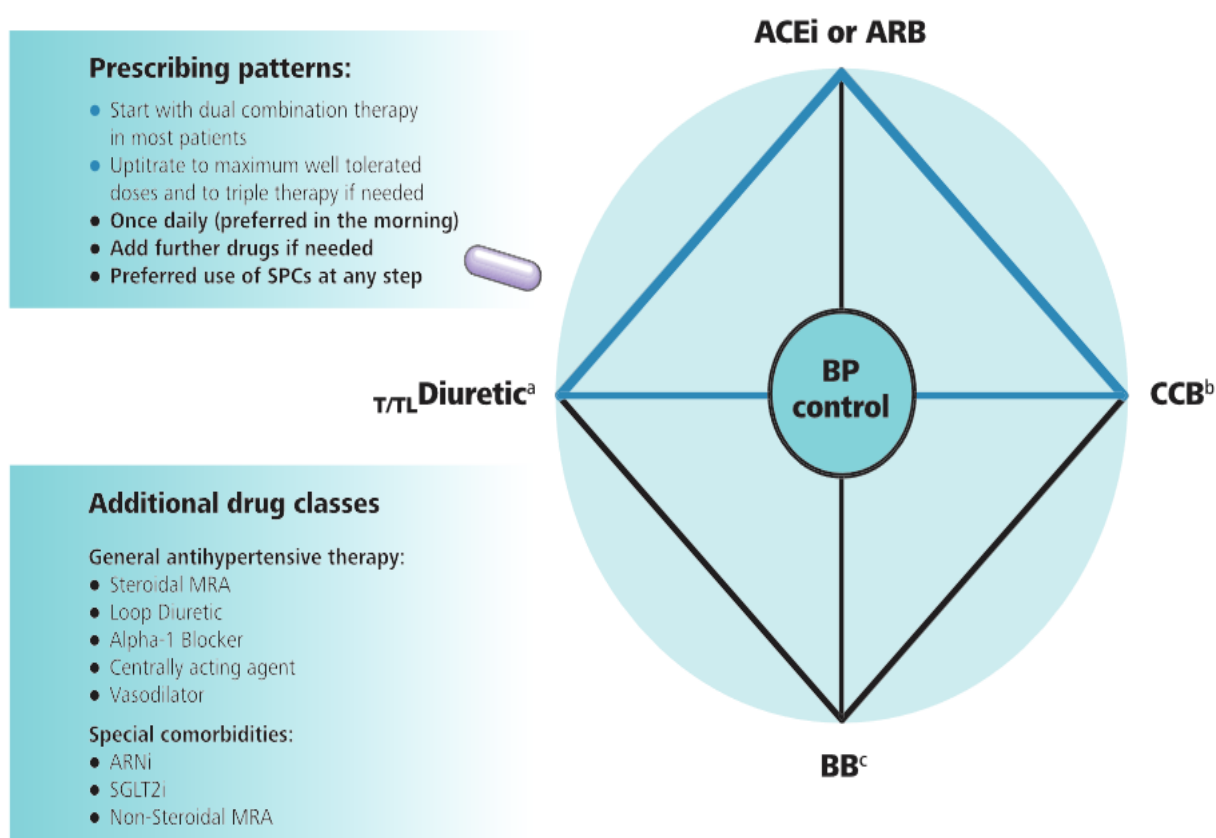 Prescribing patterns:
● Start with dual combination therapy
in most patients
● Uptitrate to maximum well tolerated
doses and to triple therapy if needed
● Once daily (preferred in the morning)
● Add further drugs if needed
● Preferred use of SPCs at any step
ACEi or ARB
T/TL Diureticᵃ
BP
control
CCBᵇ
BBᶜ
Additional drug classes
General antihypertensive therapy:
● Steroidal MRA
● Loop Diuretic
● Alpha-1 Blocker
● Centrally acting agent
● Vasodilator
Special comorbidities:
● ARNi
● SGLT2i
● Non-Steroidal MRA